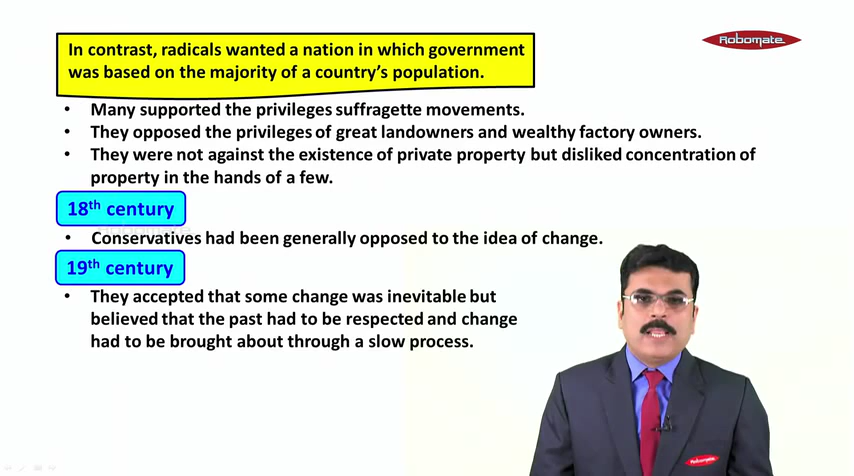 In contrast, radicals wanted a nation in which government
was based on the majority of a country's population.
Robomate
• Many supported the privileges suffragette movements.
• They opposed the privileges of great landowners and wealthy factory owners.
• They were not against the existence of private property but disliked concentration of
property in the hands of a few.
18th century
• Conservatives had been generally opposed to the idea of change.
19th century
• They accepted that some change was inevitable but
believed that the past had to be respected and change
had to be brought about through a slow process.
Robomate